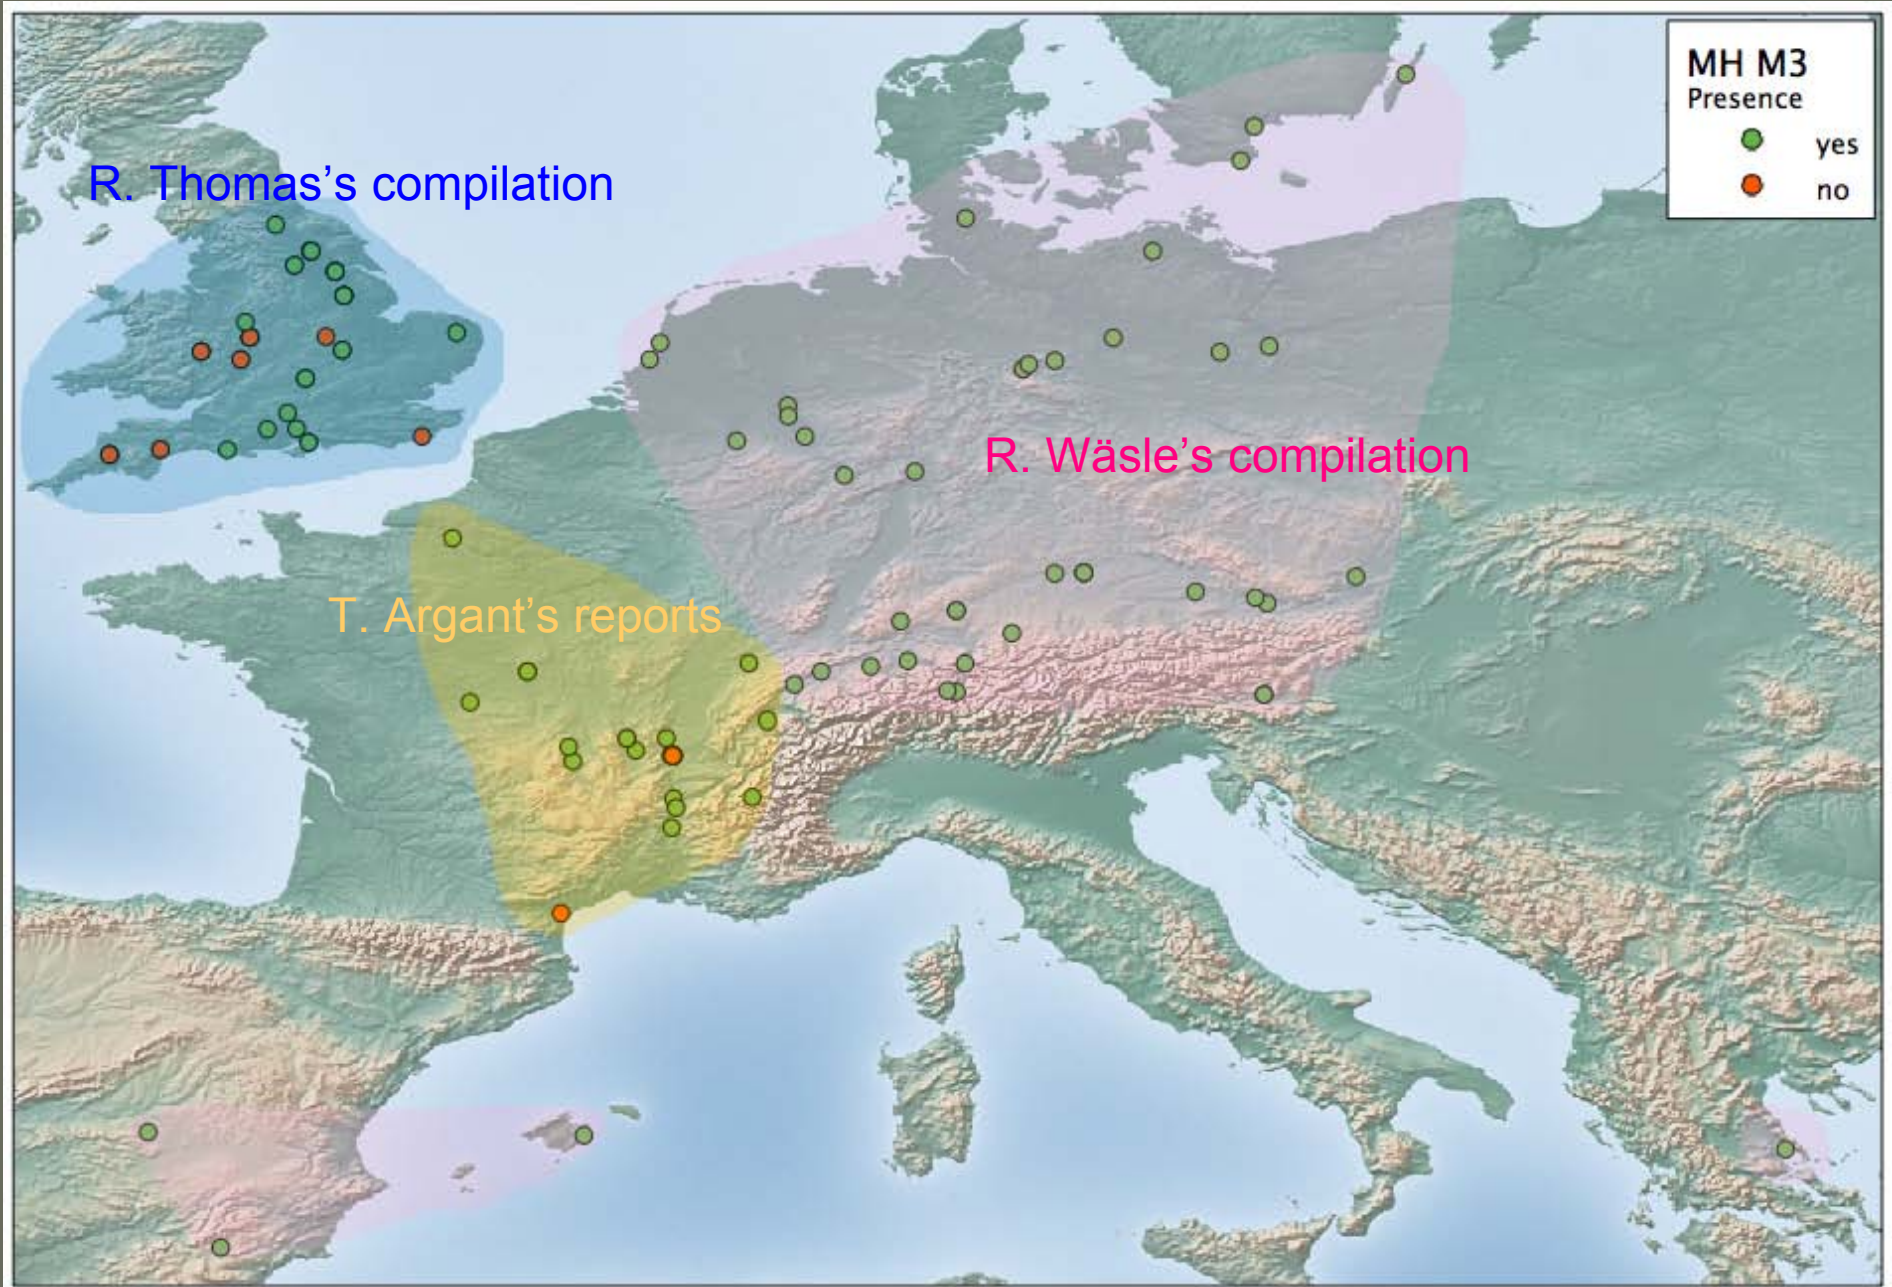 MH M3
Presence
yes
no
R. Thomas’s compilation
R. Wäsle’s compilation
T. Argant’s reports